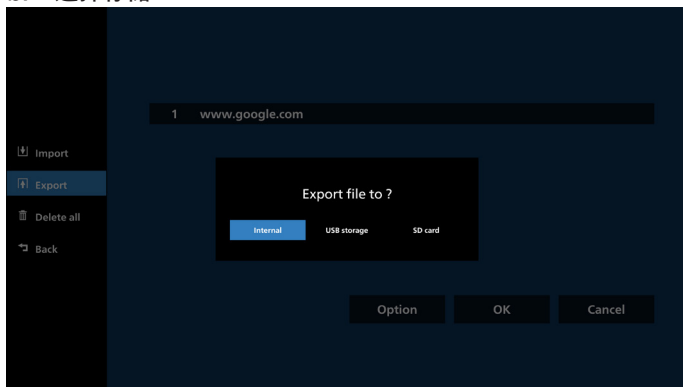 1 www.google.com
Import
Export
Delete all
Back
Export file to ?
Internal USB storage SD card
Option OK Cancel